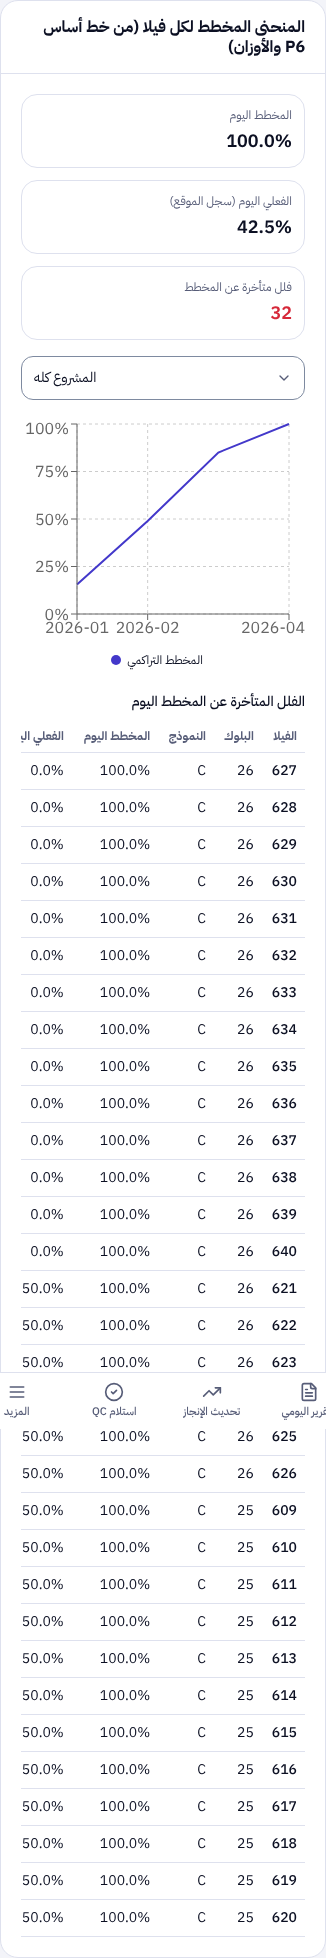 المنحنى المخطط لكل فيلا (من خط أساس
P6 والأوزان)
المخطط اليوم
100.0%
الفعلي اليوم (سجل الموقع)
42.5%
فلل متأخرة عن المخطط
32
المشروع كله
100%
75%
50%
25%
0%
2026-01 2026-02 2026-04
المخطط التراكمي
الفلل المتأخرة عن المخطط اليوم
الفيلا البلوك النموذج المخطط اليوم الفعلي
627 26 C 100.0% 0.0%
628 26 C 100.0% 0.0%
629 26 C 100.0% 0.0%
630 26 C 100.0% 0.0%
631 26 C 100.0% 0.0%
632 26 C 100.0% 0.0%
633 26 C 100.0% 0.0%
634 26 C 100.0% 0.0%
635 26 C 100.0% 0.0%
636 26 C 100.0% 0.0%
637 26 C 100.0% 0.0%
638 26 C 100.0% 0.0%
639 26 C 100.0% 0.0%
640 26 C 100.0% 0.0%
621 26 C 100.0% 50.0%
622 26 C 100.0% 50.0%
623 26 C 100.0% 50.0%
اليومي تحديث الإنجاز استلام QC المزيد
625 26 C 100.0% 50.0%
626 26 C 100.0% 50.0%
609 25 C 100.0% 50.0%
610 25 C 100.0% 50.0%
611 25 C 100.0% 50.0%
612 25 C 100.0% 50.0%
613 25 C 100.0% 50.0%
614 25 C 100.0% 50.0%
615 25 C 100.0% 50.0%
616 25 C 100.0% 50.0%
617 25 C 100.0% 50.0%
618 25 C 100.0% 50.0%
619 25 C 100.0% 50.0%
620 25 C 100.0% 50.0%